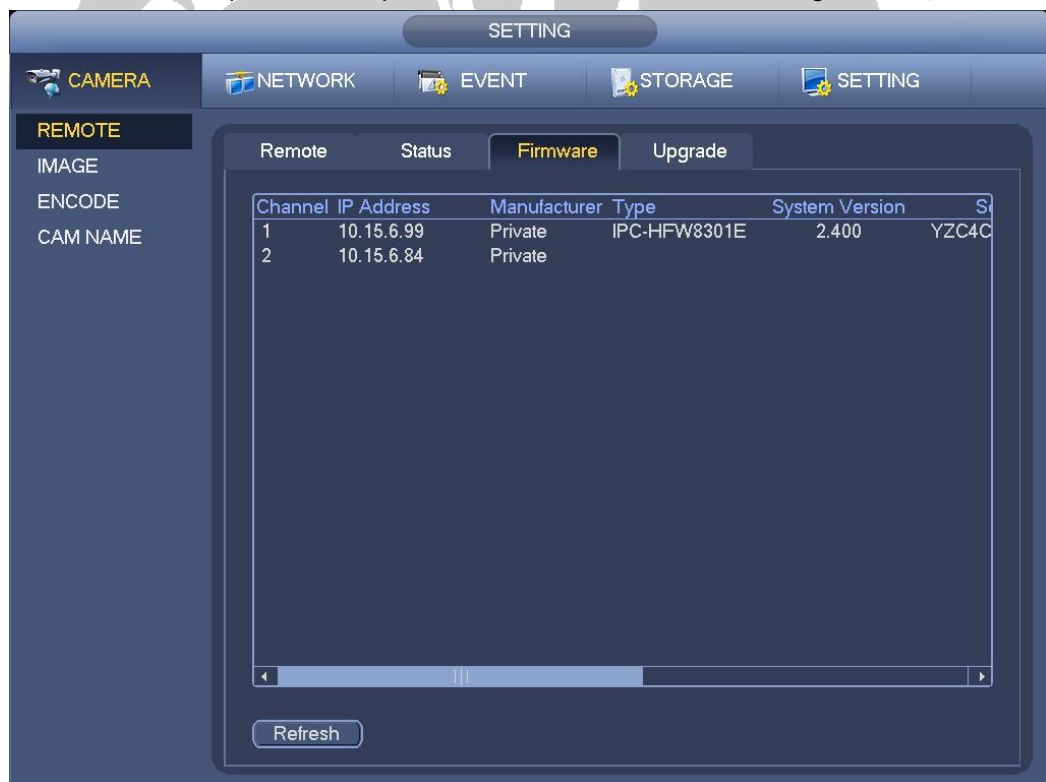 SETTING
CAMERA NETWORK EVENT STORAGE SETTING
REMOTE
IMAGE
ENCODE
CAM NAME
Remote Status Firmware Upgrade
Channel IP Address Manufacturer Type System Version
1 10.15.6.99 Private IPC-HFW8301E 2.400 YZC4C
2 10.15.6.84 Private
Refresh